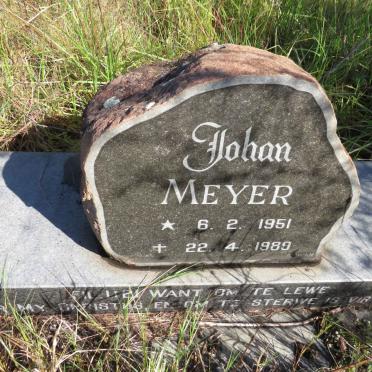 Johan
MEYER
★ 6. 2. 1951
✝ 22. 4. 1989
WANT OM TE LEWE
MY CHRISTUS, EN OM TE STERWE IS